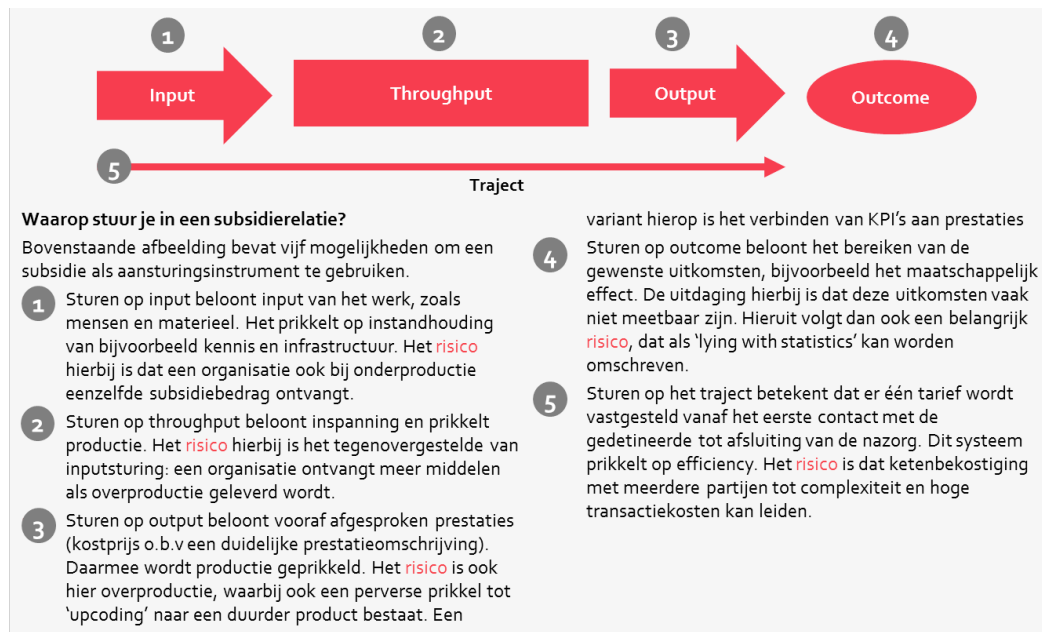 1
2
3
4
Input
Throughput
Output
Outcome
5
Traject
Waarop stuur je in een subsidierelatie?
Bovenstaande afbeelding bevat vijf mogelijkheden om een
subsidie als aansturingsinstrument te gebruiken.
1 Sturen op input beloont input van het werk, zoals
mensen en materieel. Het prikkelt op instandhouding
van bijvoorbeeld kennis en infrastructuur. Het risico
hierbij is dat een organisatie ook bij onderproductie
eenzelfde subsidiebedrag ontvangt.
2 Sturen op throughput beloont inspanning en prikkelt
productie. Het risico hierbij is het tegenovergestelde van
inputsturing: een organisatie ontvangt meer middelen
als overproductie geleverd wordt.
3 Sturen op output beloont vooraf afgesproken prestaties
(kostprijs o.b.v een duidelijke prestatieomschrijving).
Daarmee wordt productie geprikkeld. Het risico is ook
hier overproductie, waarbij ook een perverse prikkel tot
‘upcoding’ naar een duurder product bestaat. Een
variant hierop is het verbinden van KPI’s aan prestaties
4 Sturen op outcome beloont het bereiken van de
gewenste uitkomsten, bijvoorbeeld het maatschappelijk
effect. De uitdaging hierbij is dat deze uitkomsten vaak
niet meetbaar zijn. Hieruit volgt dan ook een belangrijk
risico, dat als ‘lying with statistics’ kan worden
omschreven.
5 Sturen op het traject betekent dat er één tarief wordt
vastgesteld vanaf het eerste contact met de
gedetineerde tot afsluiting van de nazorg. Dit systeem
prikkelt op efficiency. Het risico is dat ketenbekostiging
met meerdere partijen tot complexiteit en hoge
transactiekosten kan leiden.